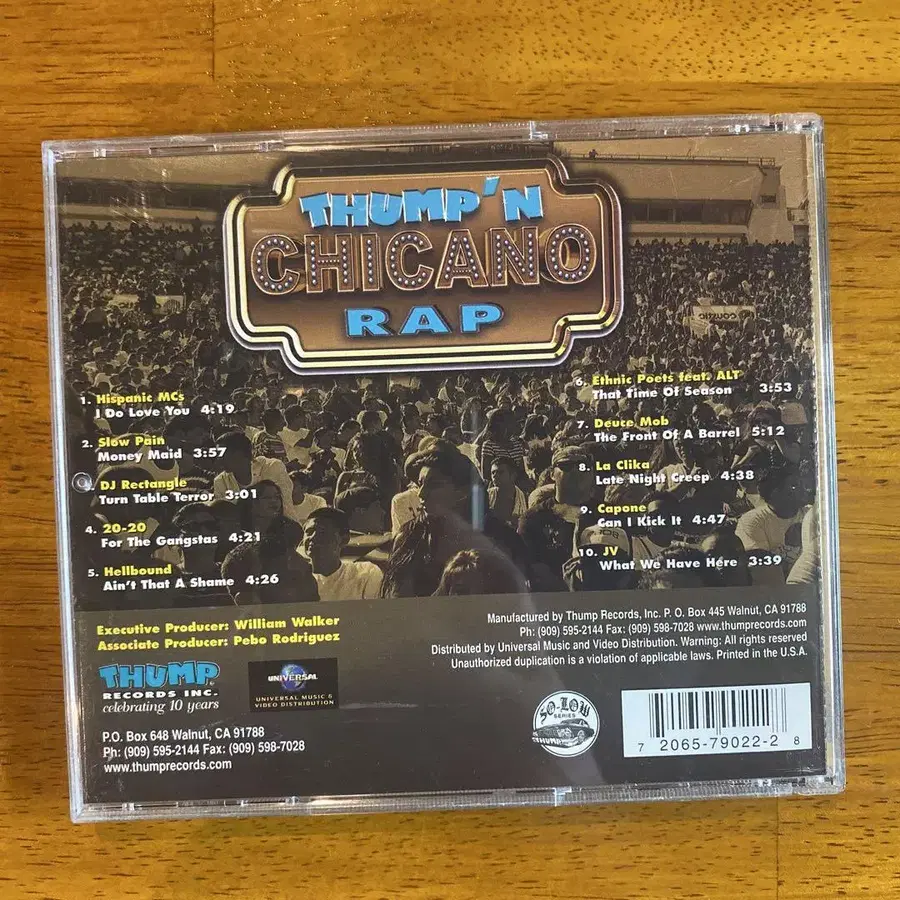 THUMP'N
CHICANO
RAP
1. Hispanic MCs
I Do Love You 4:19
2. Slow Pain
Money Maid 3:57
3. DJ Rectangle
Turn Table Terror 3:01
4. 20-20
For The Gangstas 4:21
5. Hellbound
Ain't That A Shame 4:26
6. Ethnic Poets feat. ALT
That Time Of Season 3:53
7. Deuce Mob
The Front Of A Barrel 5:12
8. La Clika
Late Night Creep 4:38
9. Capone
Can I Kick It 4:47
10. JV
What We Have Here 3:39
Executive Producer: William Walker
Associate Producer: Pebo Rodriguez
THUMP
RECORDS INC.
celebrating 10 years
UNIVERSAL
UNIVERSAL MUSIC &
VIDEO DISTRIBUTION
P.O. Box 648 Walnut, CA 91788
Ph: (909) 595-2144 Fax: (909) 598-7028
www.thumprecords.com
Manufactured by Thump Records, Inc. P. O. Box 445 Walnut, CA 91788
Ph: (909) 595-2144 Fax: (909) 598-7028 www.thumprecords.com
Distributed by Universal Music and Video Distribution. Warning: All rights reserved
Unauthorized duplication is a violation of applicable laws. Printed in the U.S.A.
SO-LOW
SERIES
THUMP
7 2065-79022-2 8